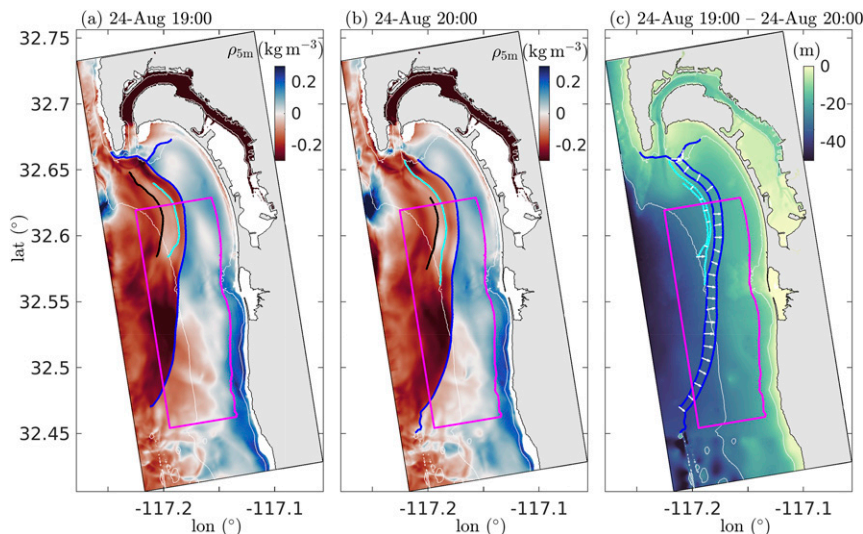 (a) 24-Aug 19:00
(b) 24-Aug 20:00
(c) 24-Aug 19:00 – 24-Aug 20:00
ρ5m (kg m−3)
0.2
0
-0.2
ρ5m (kg m−3)
0.2
0
-0.2
(m)
0
-20
-40
32.75
32.7
32.65
32.6
32.55
32.5
32.45
lat (°)
-117.2
-117.1
-117.2
-117.1
-117.2
-117.1
lon (°)
lon (°)
lon (°)